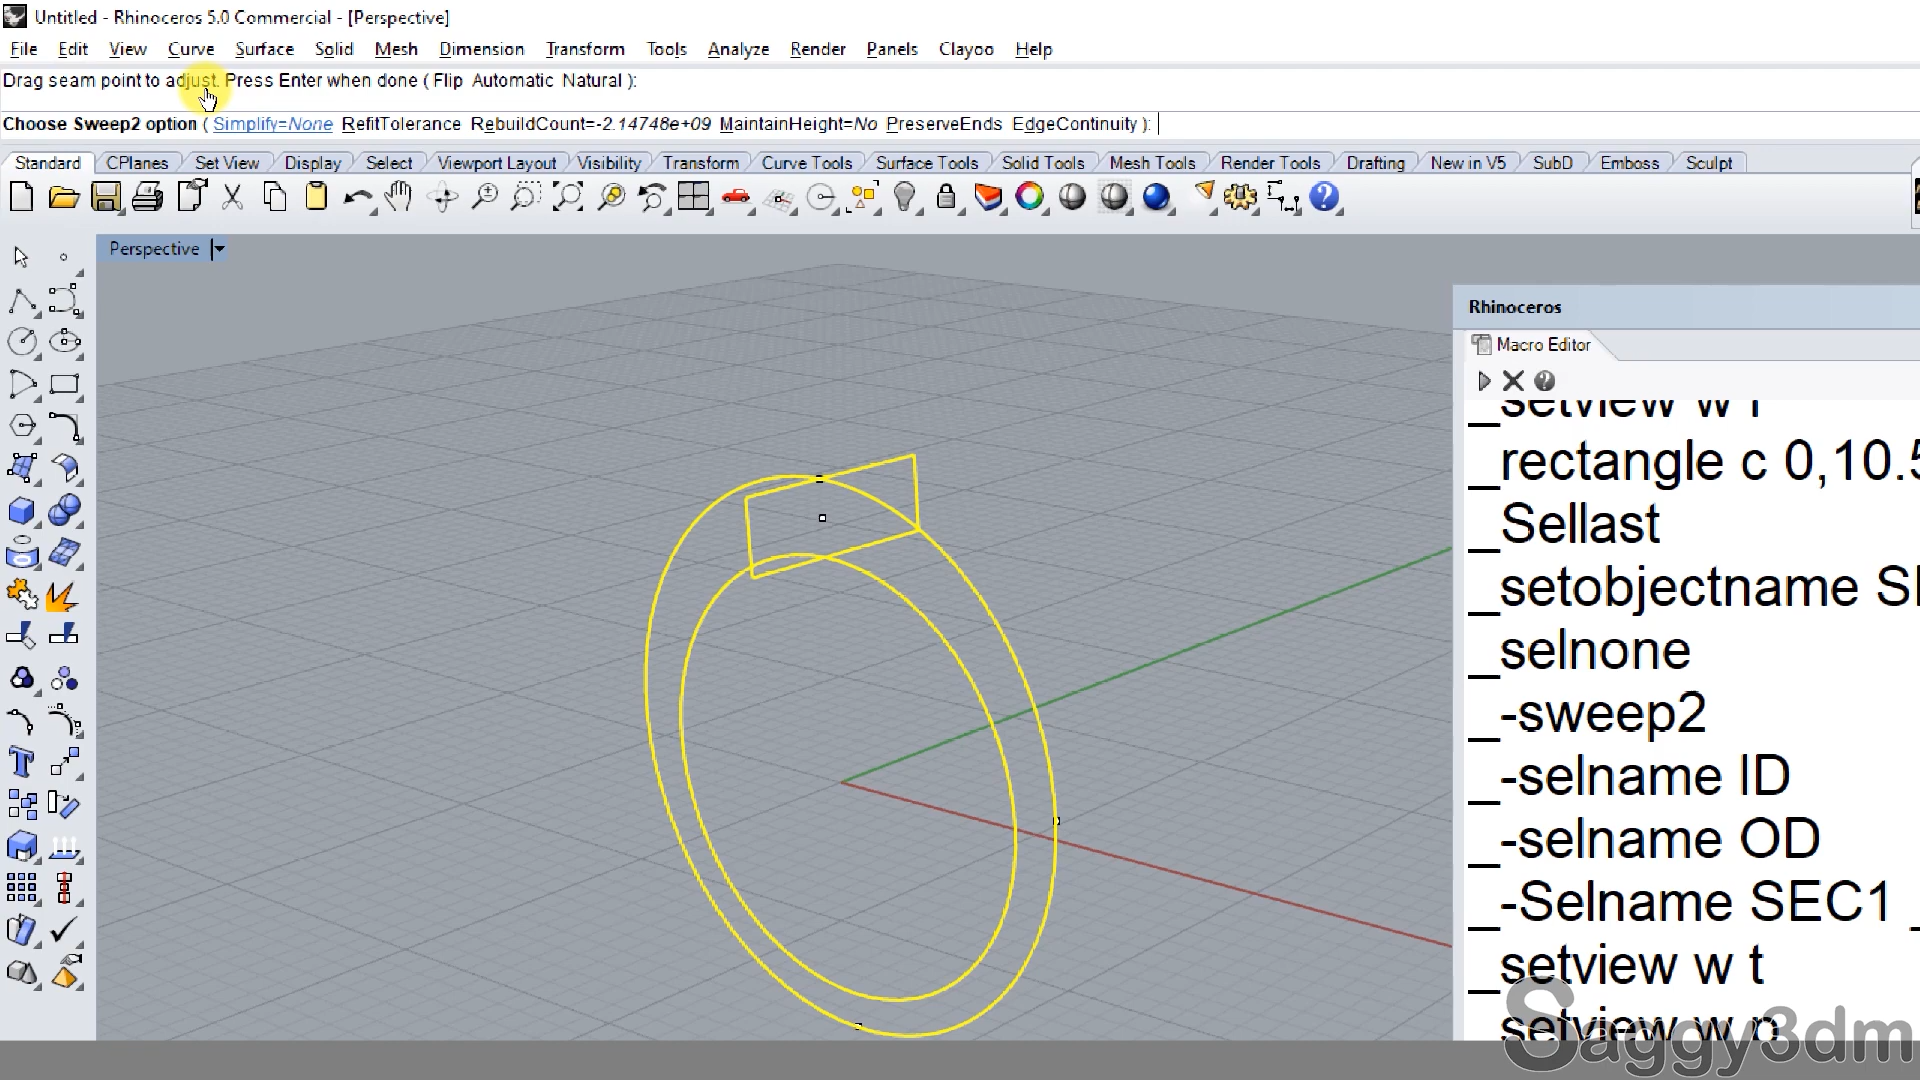 Untitled - Rhinoceros 5.0 Commercial - [Perspective]
File Edit View Curve Surface Solid Mesh Dimension Transform Tools Analyze Render Panels Clayoo Help
Drag seam point to adjust. Press Enter when done ( Flip Automatic Natural ):
Choose Sweep2 option ( Simplify=None RefitTolerance RebuildCount=-2.14748e+09 MaintainHeight=No PreserveEnds EdgeContinuity ):
Standard CPlanes Set View Display Select Viewport Layout Visibility Transform Curve Tools Surface Tools Solid Tools Mesh Tools Render Tools Drafting New in V5 SubD Emboss Sculpt
Perspective
Rhinoceros
Macro Editor
_setview w f
_rectangle c 0,10.5
_Sellast
_setobjectname
_selnone
_-sweep2
_-selname ID
_-selname OD
_-Selname SEC1 _
_setview w t
_setview w p
Saggy3dm